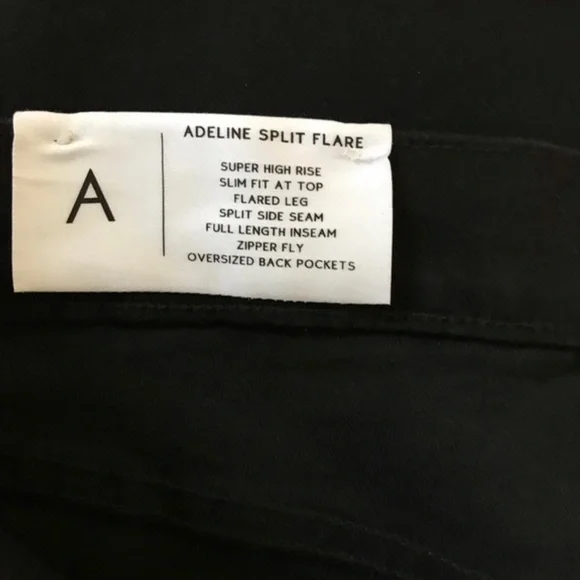 A
ADELINE SPLIT FLARE
SUPER HIGH RISE
SLIM FIT AT TOP
FLARED LEG
SPLIT SIDE SEAM
FULL LENGTH INSEAM
ZIPPER FLY
OVERSIZED BACK POCKETS